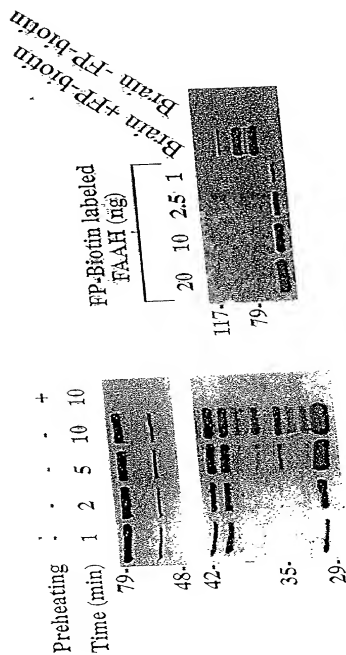 Preheating - - - - +
Time (min) 1 2 5 10 10
79-
48-
42-
35-
29-
FP-Biotin labeled
FAAH (ng)
20 10 2.5 1
Brain +FP-biotin
Brain -FP-biotin
117-
79-